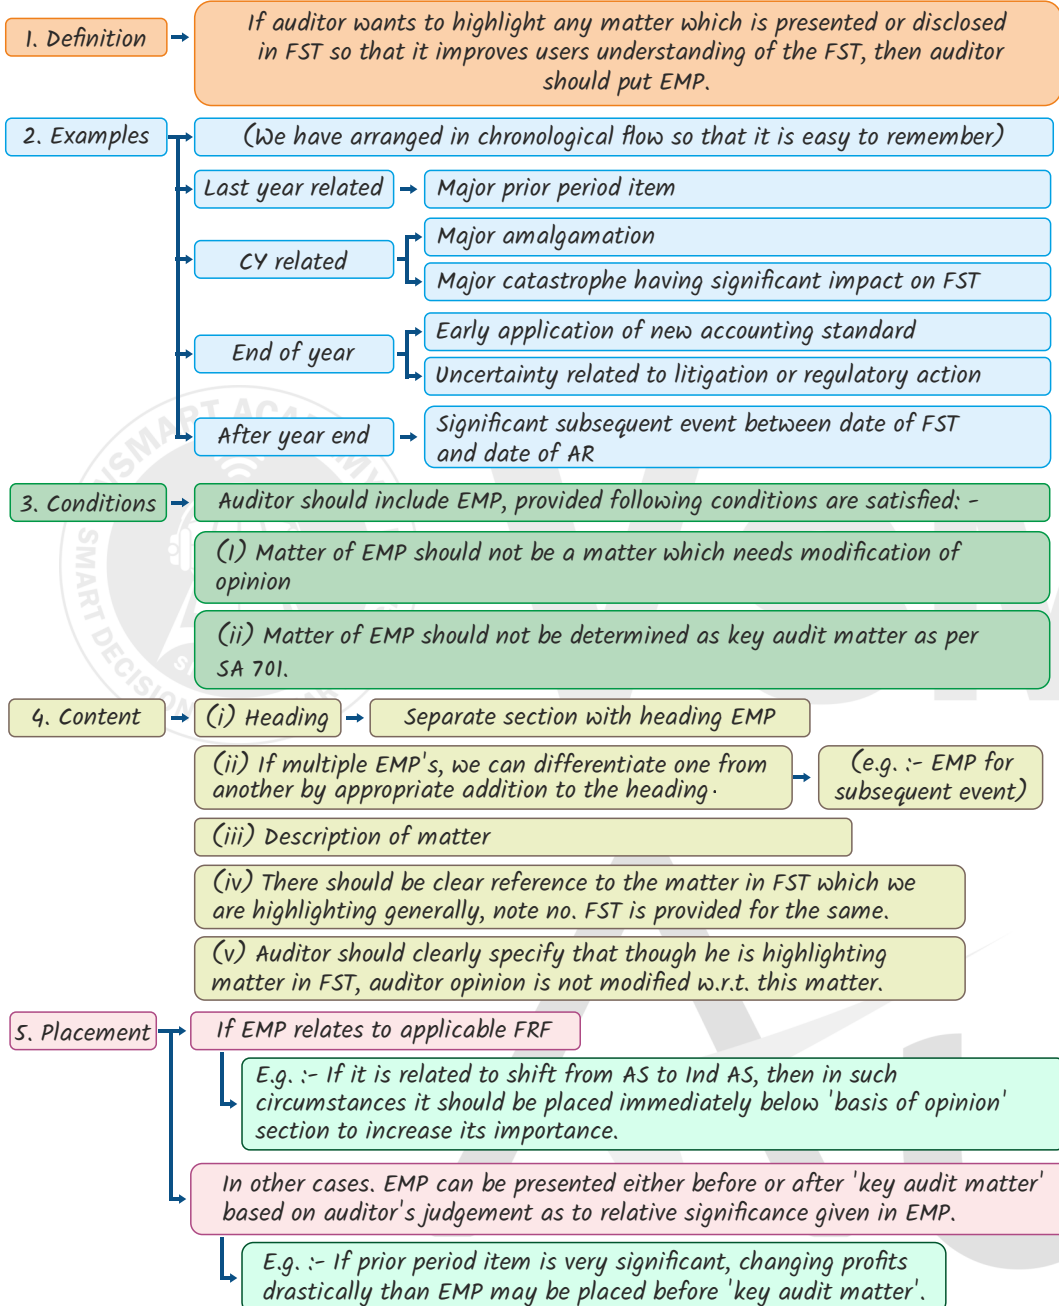 1. Definition
If auditor wants to highlight any matter which is presented or disclosed
in FST so that it improves users understanding of the FST, then auditor
should put EMP.
2. Examples
(We have arranged in chronological flow so that it is easy to remember)
Last year related
Major prior period item
CY related
Major amalgamation
Major catastrophe having significant impact on FST
End of year
Early application of new accounting standard
Uncertainty related to litigation or regulatory action
After year end
Significant subsequent event between date of FST
and date of AR
3. Conditions
Auditor should include EMP, provided following conditions are satisfied: -
(I) Matter of EMP should not be a matter which needs modification of
opinion
(ii) Matter of EMP should not be determined as key audit matter as per
SA 701.
4. Content
(i) Heading
Separate section with heading EMP
(ii) If multiple EMP's, we can differentiate one from
another by appropriate addition to the heading.
(e.g. :- EMP for
subsequent event)
(iii) Description of matter
(iv) There should be clear reference to the matter in FST which we
are highlighting generally, note no. FST is provided for the same.
(v) Auditor should clearly specify that though he is highlighting
matter in FST, auditor opinion is not modified w.r.t. this matter.
5. Placement
If EMP relates to applicable FRF
E.g. :- If it is related to shift from AS to Ind AS, then in such
circumstances it should be placed immediately below 'basis of opinion'
section to increase its importance.
In other cases. EMP can be presented either before or after 'key audit matter'
based on auditor's judgement as to relative significance given in EMP.
E.g. :- If prior period item is very significant, changing profits
drastically than EMP may be placed before 'key audit matter'.
SMART DECISION